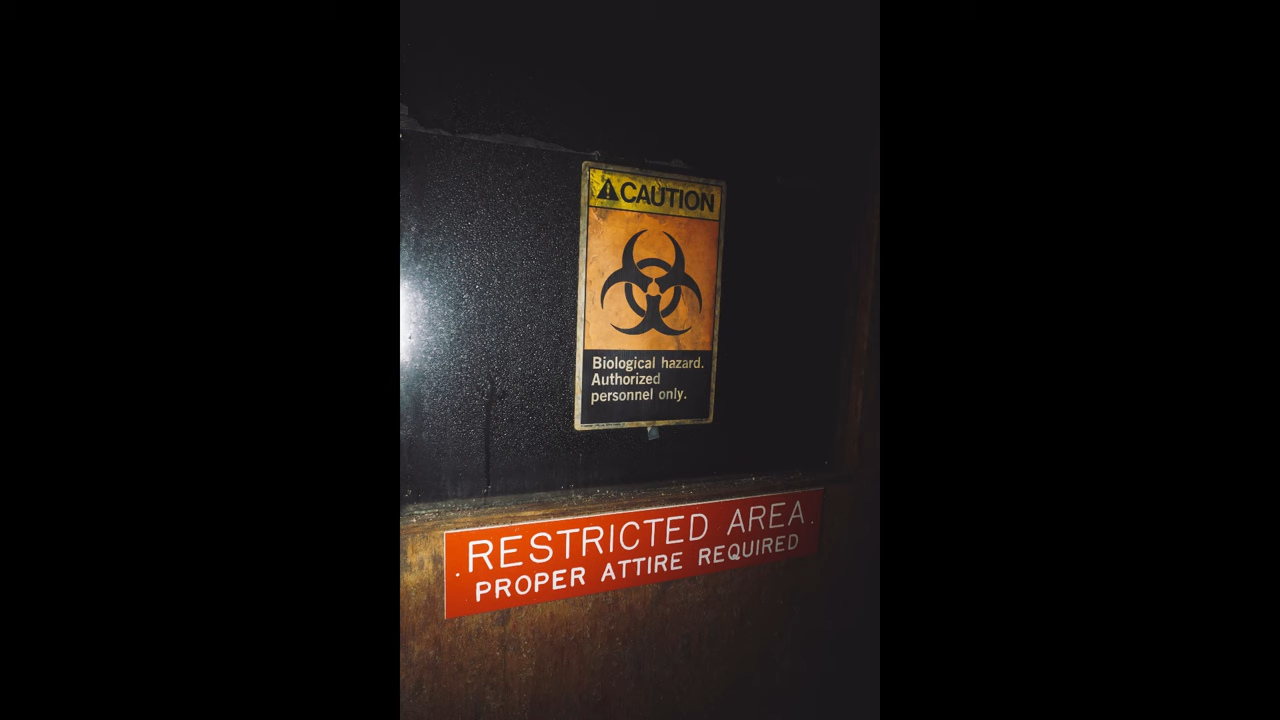 CAUTION
Biological hazard.
Authorized
personnel only.
RESTRICTED AREA
PROPER ATTIRE REQUIRED